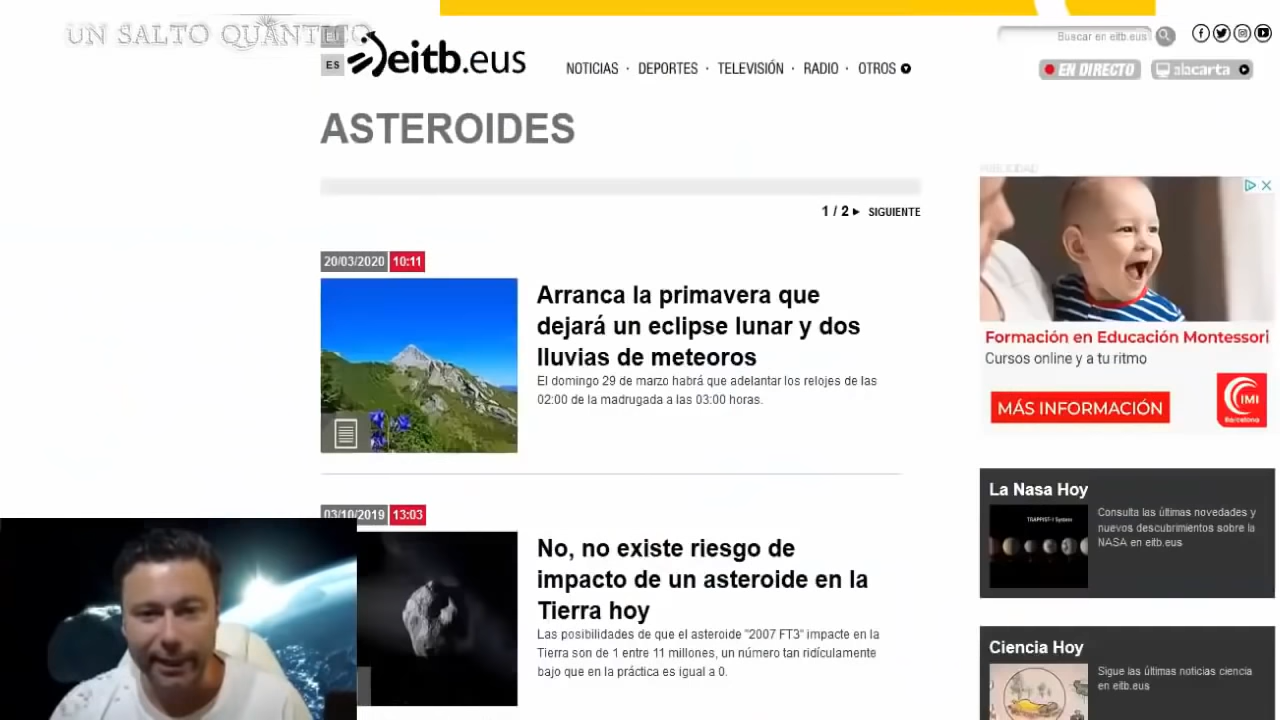 UN SALTO QUÁNTICO
EU
ES
eitb.eus
NOTICIAS · DEPORTES · TELEVISIÓN · RADIO · OTROS
Buscar en eitb.eus
EN DIRECTO
alacarta
ASTEROIDES
PUBLICIDAD
1 / 2 SIGUIENTE
20/03/2020 10:11
Arranca la primavera que
dejará un eclipse lunar y dos
lluvias de meteoros
El domingo 29 de marzo habrá que adelantar los relojes de las
02:00 de la madrugada a las 03:00 horas.
03/10/2019 13:03
No, no existe riesgo de
impacto de un asteroide en la
Tierra hoy
Las posibilidades de que el asteroide "2007 FT3" impacte en la
Tierra son de 1 entre 11 millones, un número tan ridículamente
bajo que en la práctica es igual a 0.
Formación en Educación Montessori
Cursos online y a tu ritmo
MÁS INFORMACIÓN
IMI
Barcelona
La Nasa Hoy
TRAPPIST-1 System
Consulta las últimas novedades y
nuevos descubrimientos sobre la
NASA en eitb.eus
Ciencia Hoy
Sigue las últimas noticias ciencia
en eitb.eus